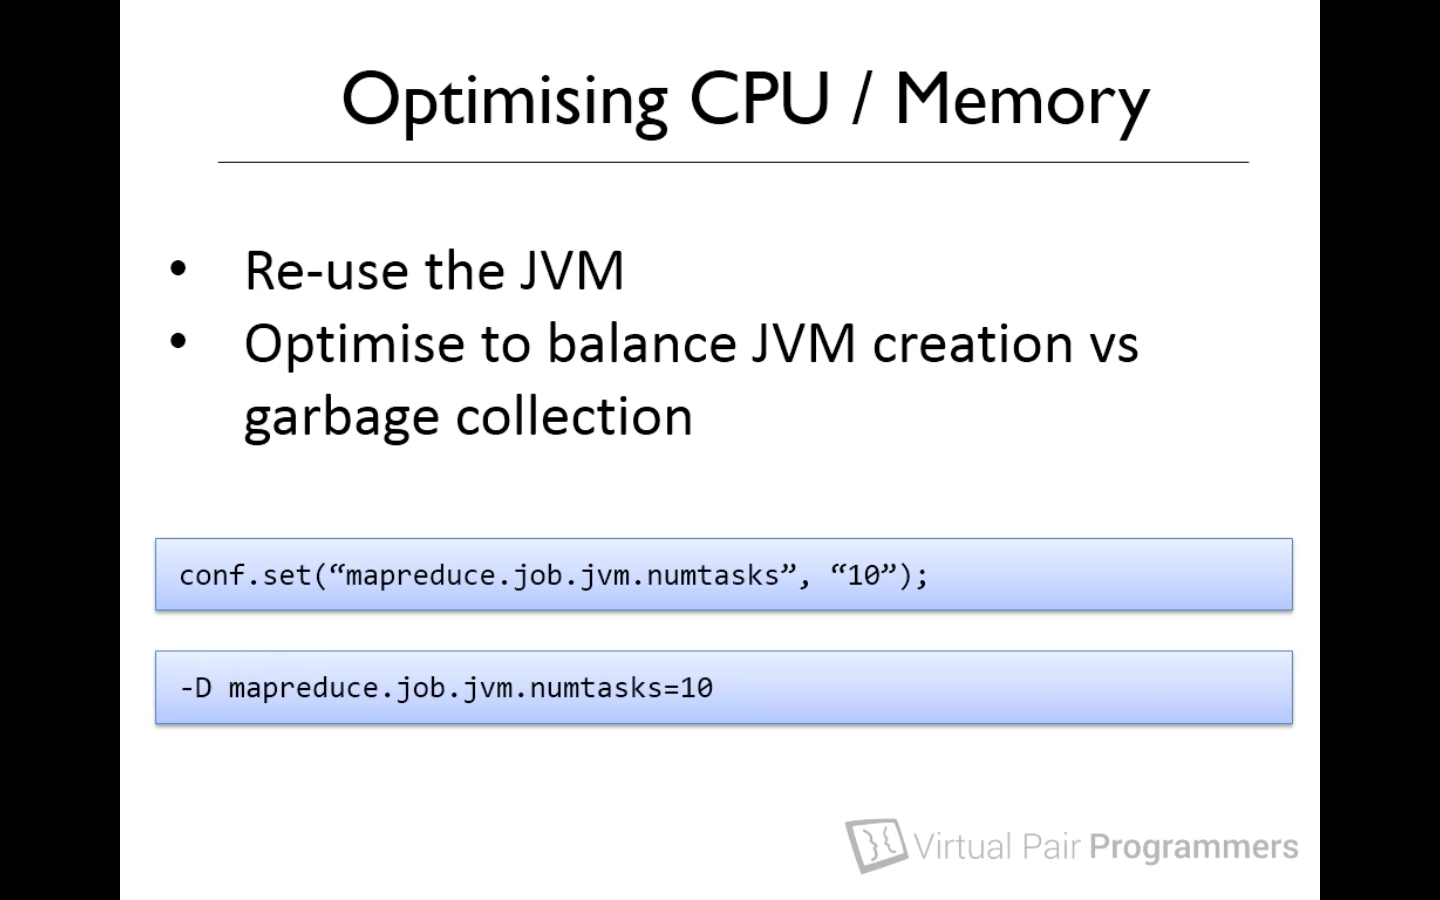 Optimising CPU / Memory
• Re-use the JVM
• Optimise to balance JVM creation vs
garbage collection
conf.set(“mapreduce.job.jvm.numtasks”, “10”);
-D mapreduce.job.jvm.numtasks=10
Virtual Pair Programmers